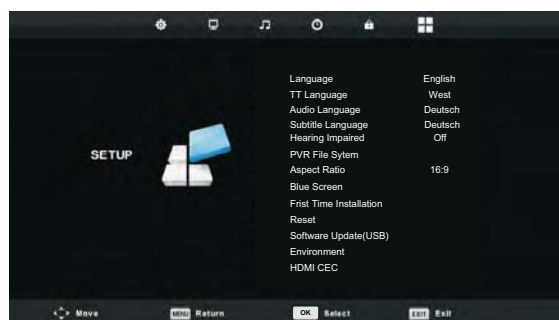 SETUP
Language English
TT Language West
Audio Language Deutsch
Subtitle Language Deutsch
Hearing Impaired Off
PVR File Sytem
Aspect Ratio 16:9
Blue Screen
Frist Time Installation
Reset
Software Update(USB)
Environment
HDMI CEC
Move MENU Return OK Select EXIT Exit